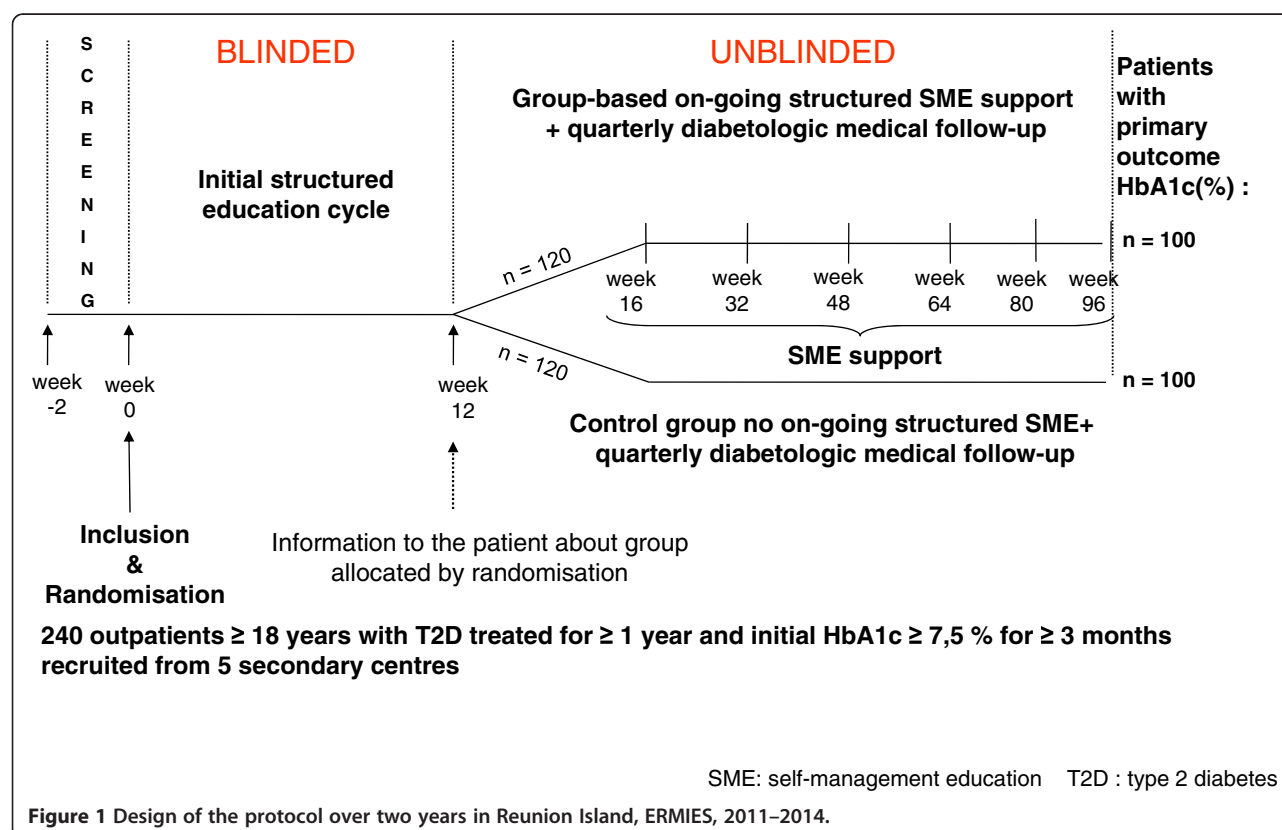 SCREENING
BLINDED
UNBLINDED
Group-based on-going structured SME support
+ quarterly diabetologic medical follow-up
Patients
with
primary
outcome
HbA1c(%) :
Initial structured
education cycle
n = 120
n = 100
week
16
week
32
week
48
week
64
week
80
week
96
SME support
n = 120
n = 100
week
-2
week
0
week
12
Control group no on-going structured SME+
quarterly diabetologic medical follow-up
Inclusion
&
Randomisation
Information to the patient about group
allocated by randomisation
240 outpatients ≥ 18 years with T2D treated for ≥ 1 year and initial HbA1c ≥ 7,5 % for ≥ 3 months
recruited from 5 secondary centres
SME: self-management education T2D : type 2 diabetes
Figure 1 Design of the protocol over two years in Reunion Island, ERMIES, 2011–2014.